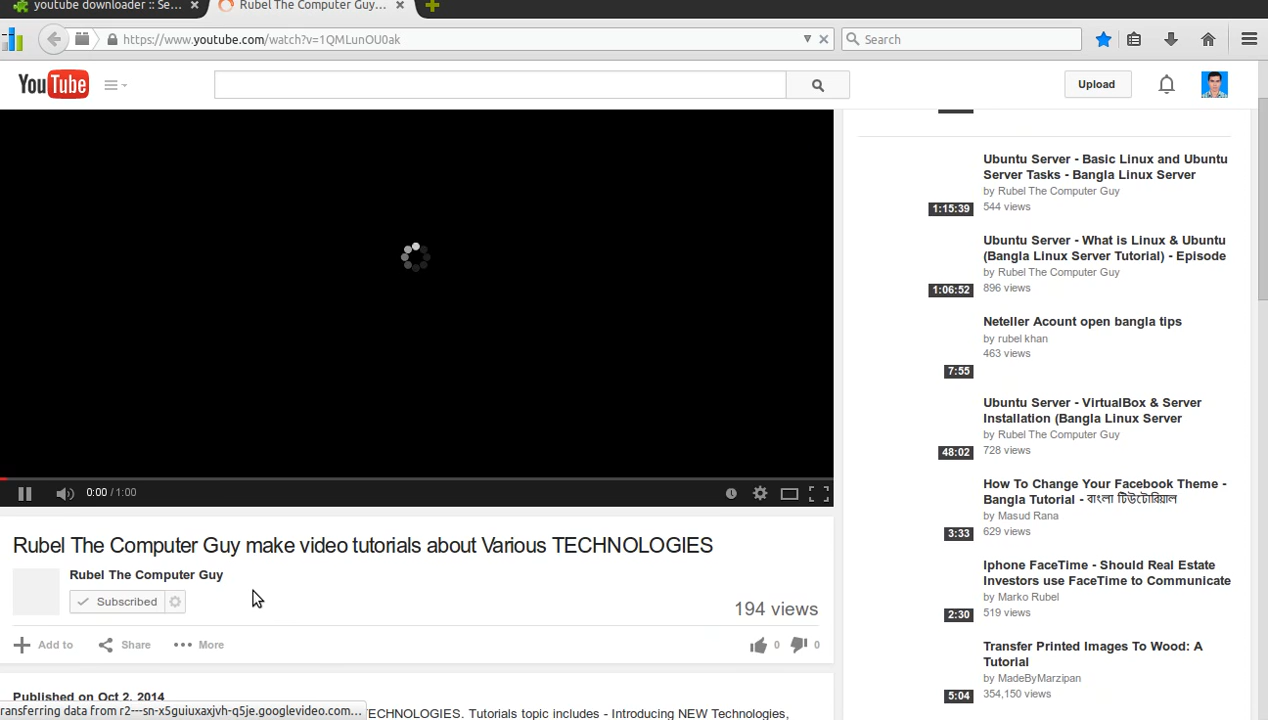 youtube downloader :: Se...
Rubel The Computer Guy...
https://www.youtube.com/watch?v=1QMLunOU0ak
Search
YouTube
Upload
Ubuntu Server - Basic Linux and Ubuntu
Server Tasks - Bangla Linux Server
by Rubel The Computer Guy
1:15:39
544 views
Ubuntu Server - What is Linux & Ubuntu
(Bangla Linux Server Tutorial) - Episode
by Rubel The Computer Guy
1:06:52
896 views
Neteller Acount open bangla tips
by rubel khan
463 views
7:55
Ubuntu Server - VirtualBox & Server
Installation (Bangla Linux Server
by Rubel The Computer Guy
48:02
728 views
How To Change Your Facebook Theme -
Bangla Tutorial - বাংলা টিউটোরিয়াল
by Masud Rana
3:33
629 views
Iphone FaceTime - Should Real Estate
Investors use FaceTime to Communicate
by Marko Rubel
2:30
519 views
Transfer Printed Images To Wood: A
Tutorial
by MadeByMarzipan
5:04
354,150 views
0:00 / 1:00
Rubel The Computer Guy make video tutorials about Various TECHNOLOGIES
Rubel The Computer Guy
Subscribed
194 views
Add to
Share
More
0
0
Published on Oct 2, 2014
ransferring data from r2---sn-x5guiuxaxjvh-q5je.googlevideo.com...
ECHNOLOGIES. Tutorials topic includes - Introducing NEW Technologies,